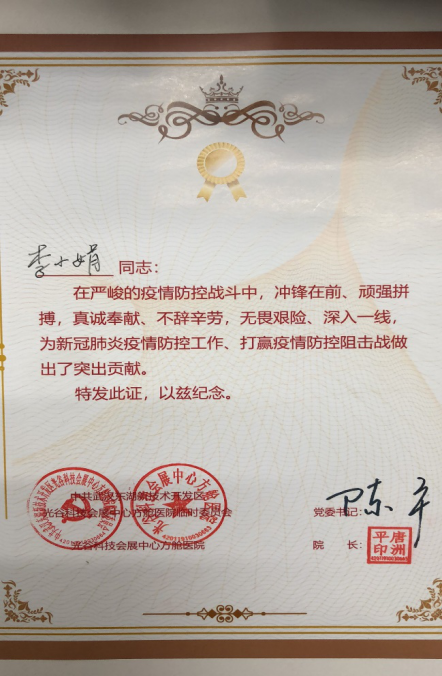 李小娟 同志：
在严峻的疫情防控战斗中，冲锋在前、顽强拼
搏，真诚奉献、不辞辛劳，无畏艰险、深入一线，
为新冠肺炎疫情防控工作、打赢疫情防控阻击战做
出了突出贡献。
特发此证，以兹纪念。
中共武汉东湖新技术开发区
光谷科技会展中心方舱医院临时委员会
光谷科技会展中心方舱医院
党委书记：
院 长：
唐洲平印